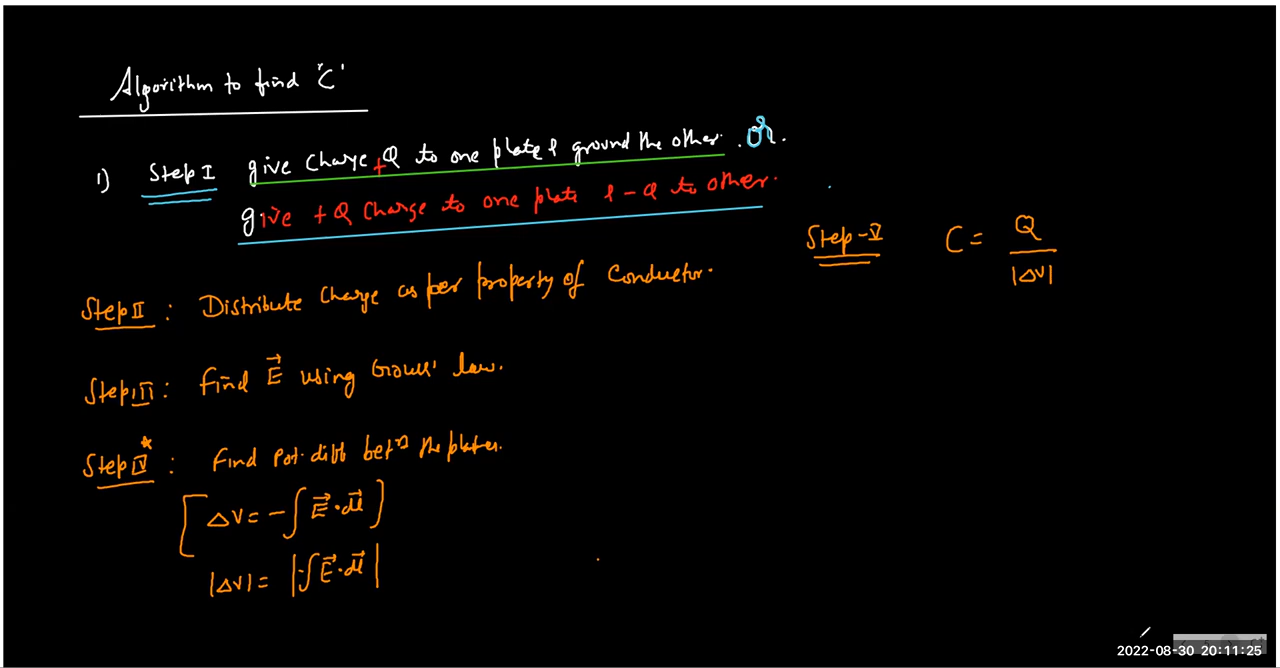 Algorithm to find "C"
1) Step I give charge +Q to one plate & ground the other. Or.
give +Q charge to one plate & -Q to other.
Step-V C = Q / |ΔV|
Step II : Distribute charge as per property of Conductor.
Step III : Find E⃗ using Gauss' law.
Step IV* : Find Pot. diff betⁿ the plates.
[ ΔV = -∫ E⃗·dl⃗ ]
|ΔV| = |-∫ E⃗·dl⃗|
2022-08-30 20:11:25